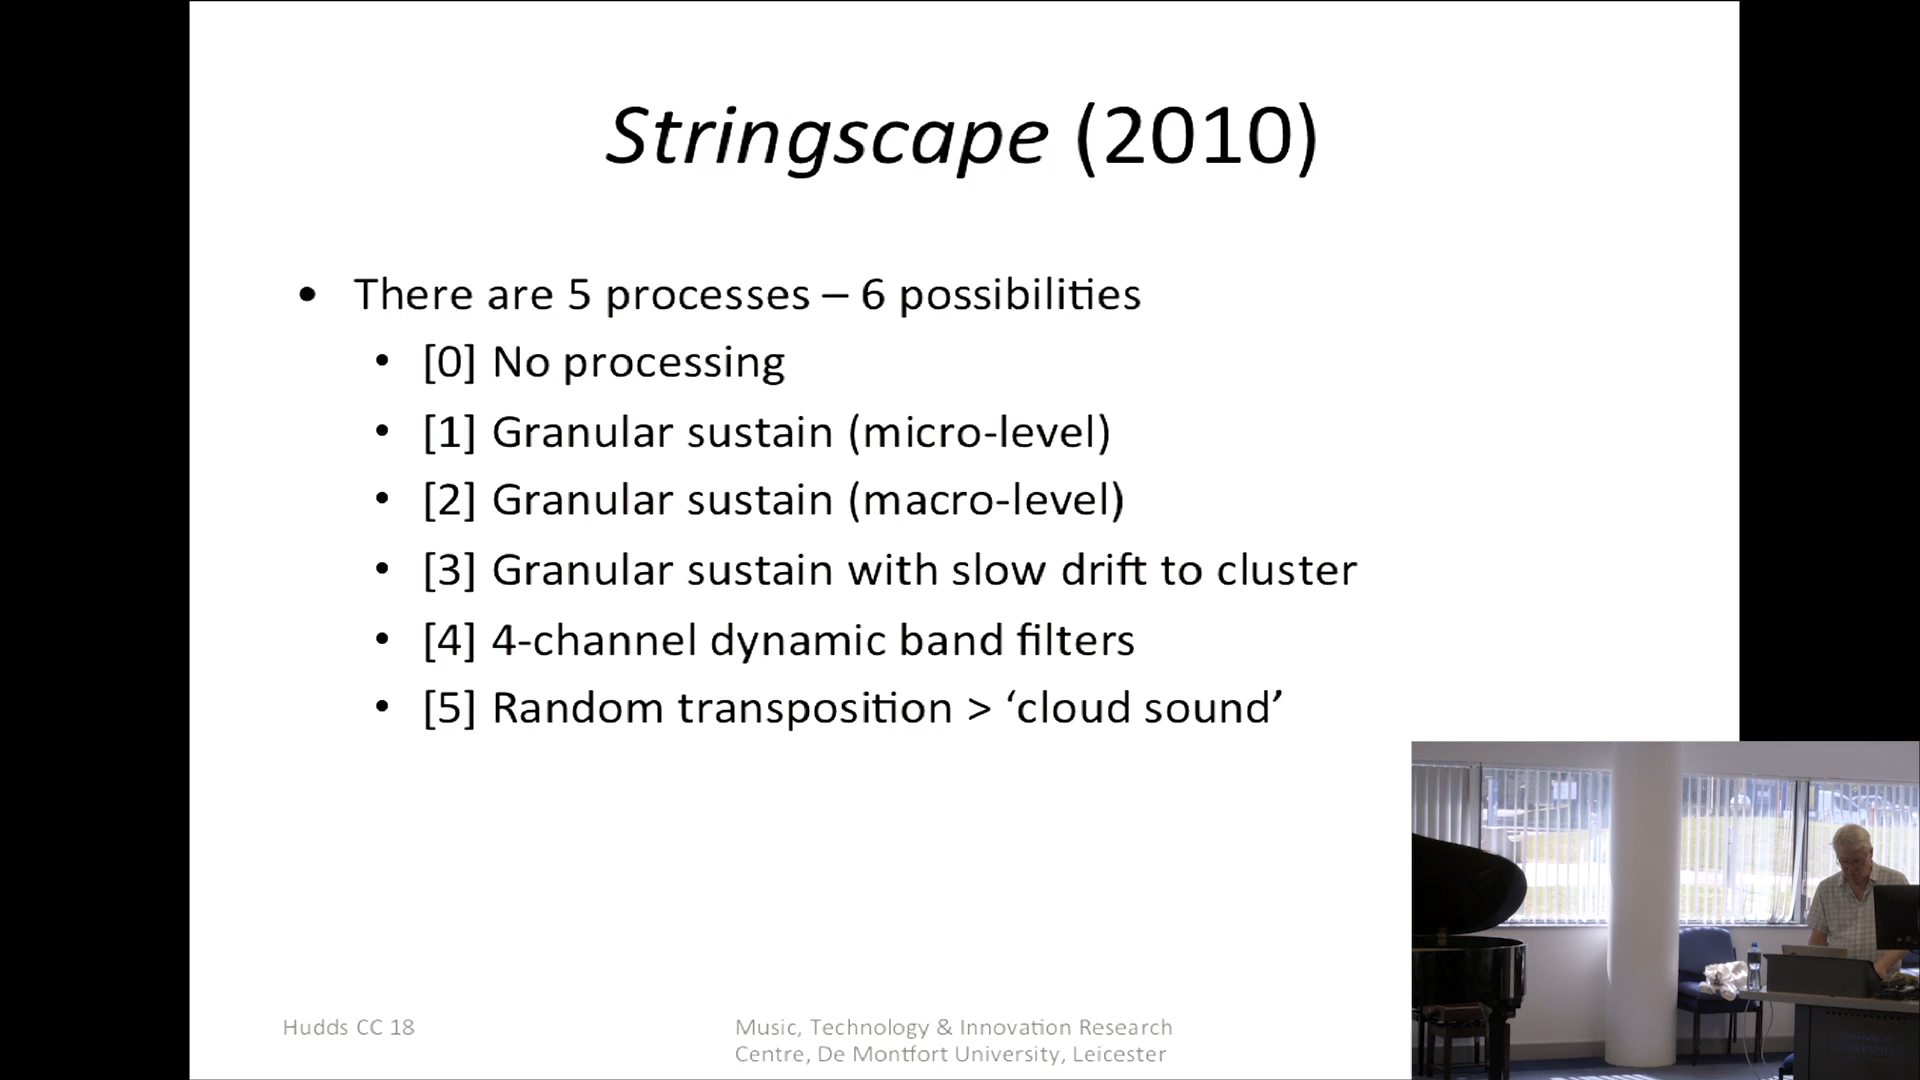 Stringscape (2010)
• There are 5 processes – 6 possibilities
• [0] No processing
• [1] Granular sustain (micro-level)
• [2] Granular sustain (macro-level)
• [3] Granular sustain with slow drift to cluster
• [4] 4-channel dynamic band filters
• [5] Random transposition > ‘cloud sound’
Hudds CC 18
Music, Technology & Innovation Research
Centre, De Montfort University, Leicester